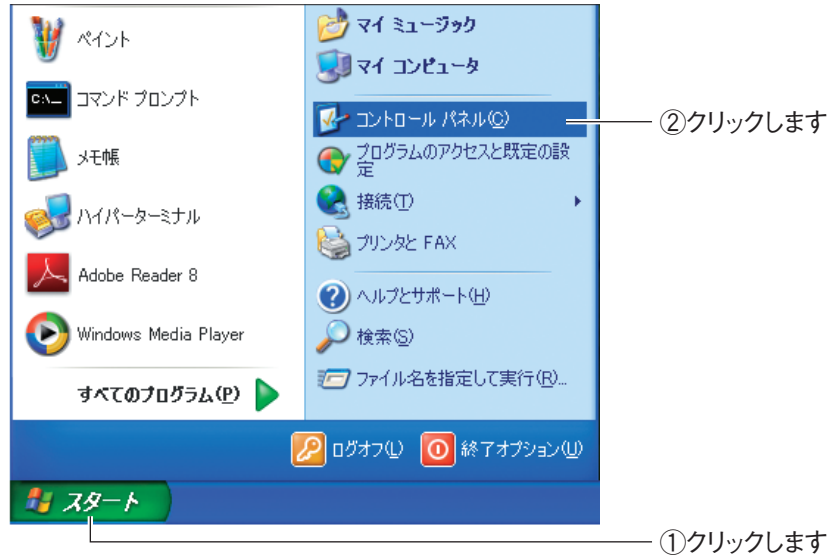 ペイント
コマンド プロンプト
C:\_
メモ帳
ハイパーターミナル
Adobe Reader 8
Windows Media Player
すべてのプログラム(P)
マイ ミュージック
マイ コンピュータ
コントロール パネル(C)
プログラムのアクセスと既定の設
定
接続(T)
プリンタと FAX
ヘルプとサポート(H)
検索(S)
ファイル名を指定して実行(R)...
ログオフ(L)
終了オプション(U)
スタート
②クリックします
①クリックします